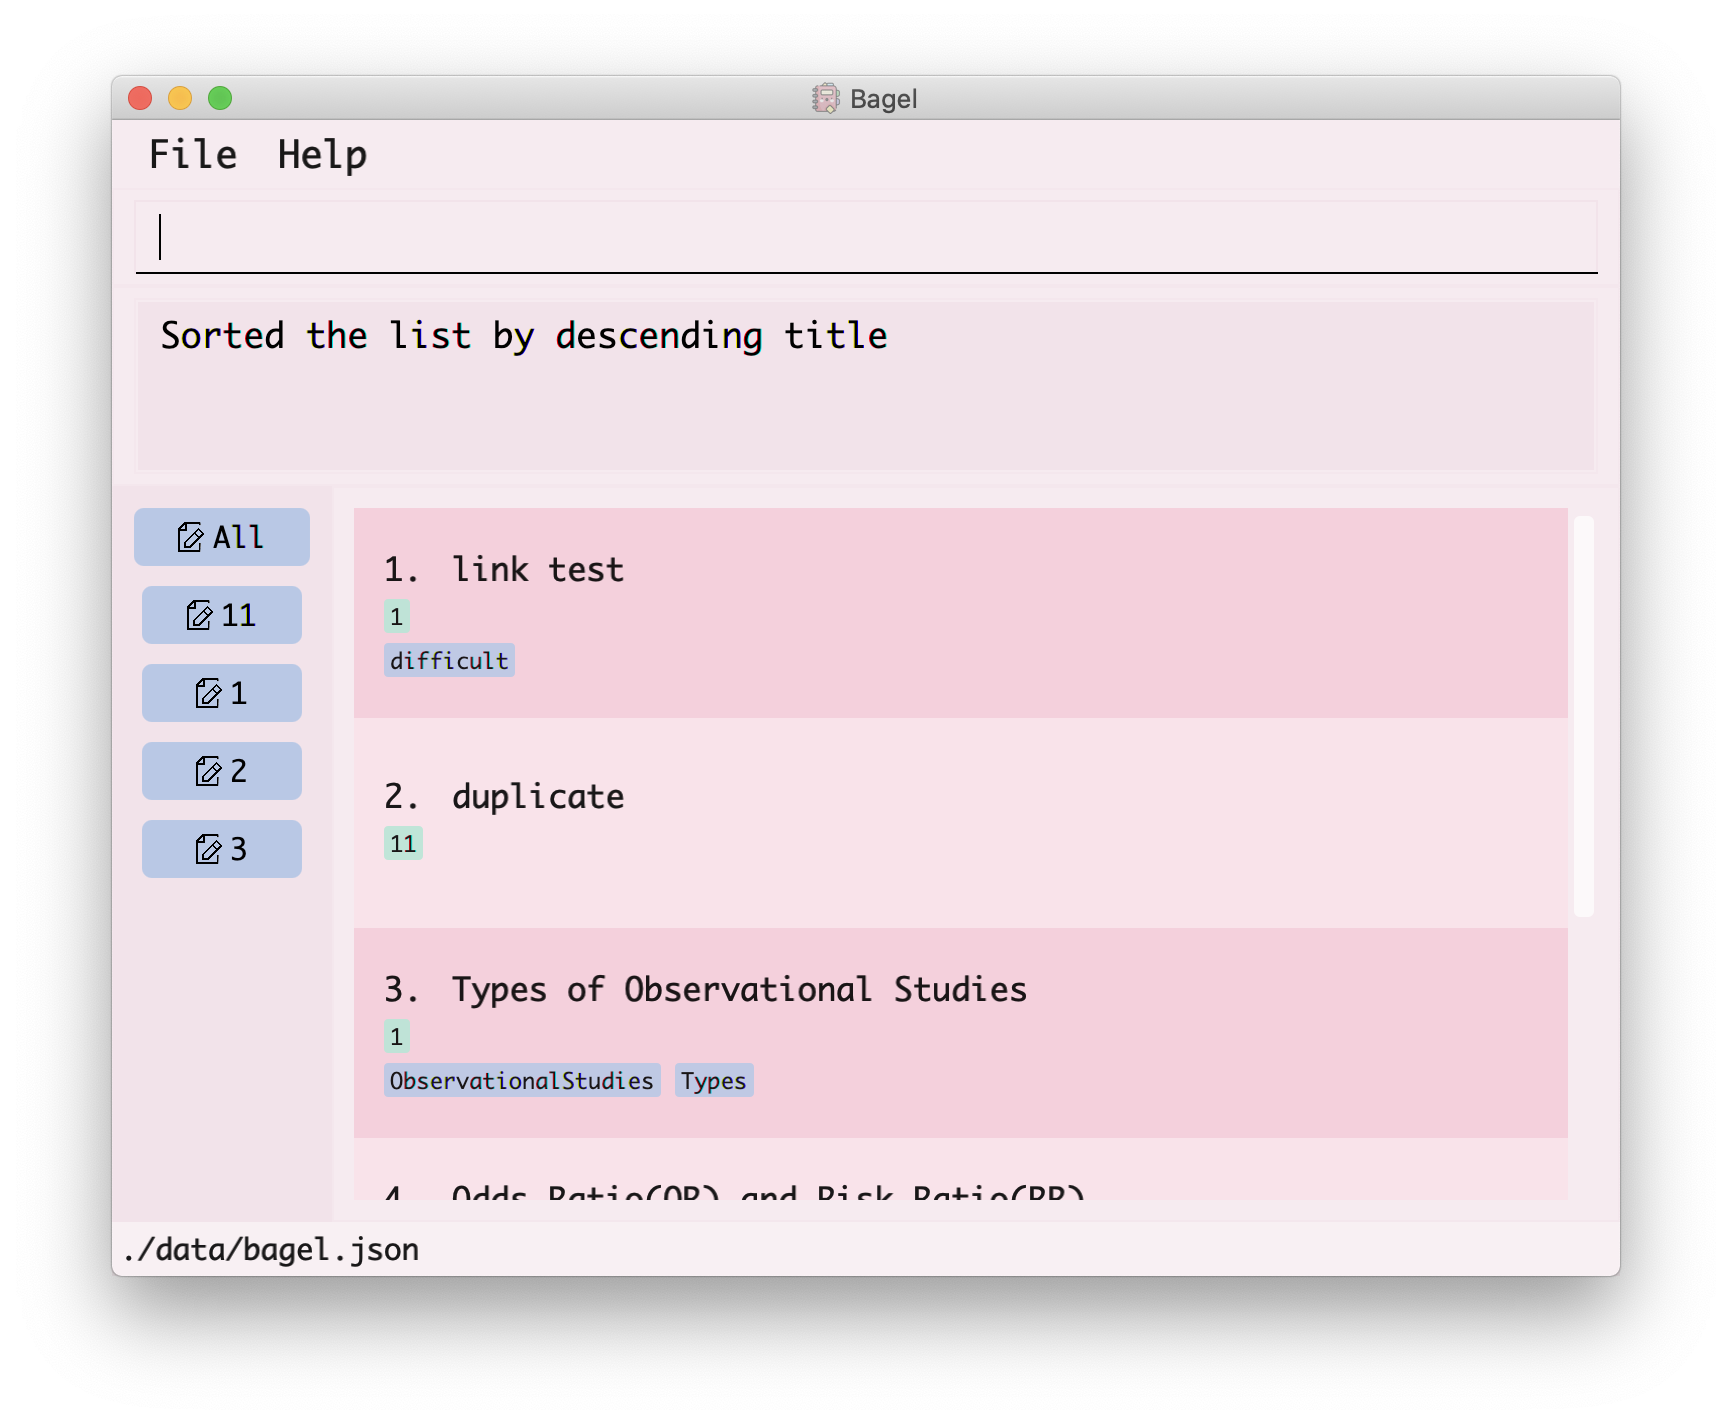 Bagel
File Help
Sorted the list by descending title
All
11
1
2
3
1. link test
1
difficult
2. duplicate
11
3. Types of Observational Studies
1
ObservationalStudies Types
4. Odds Ratio(OR) and Risk Ratio(RR)
./data/bagel.json